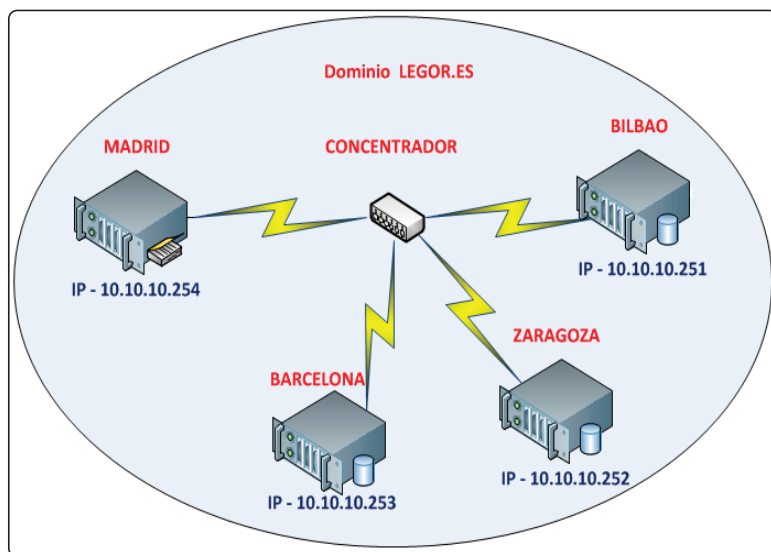 Dominio LEGOR.ES
BILBAO
MADRID
CONCENTRADOR
IP - 10.10.10.251
IP - 10.10.10.254
ZARAGOZA
BARCELONA
IP - 10.10.10.252
IP - 10.10.10.253